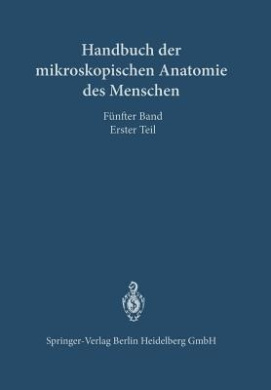 Handbuch der
mikroskopischen Anatomie
des Menschen
Fünfter Band
Erster Teil
Springer-Verlag Berlin Heidelberg GmbH